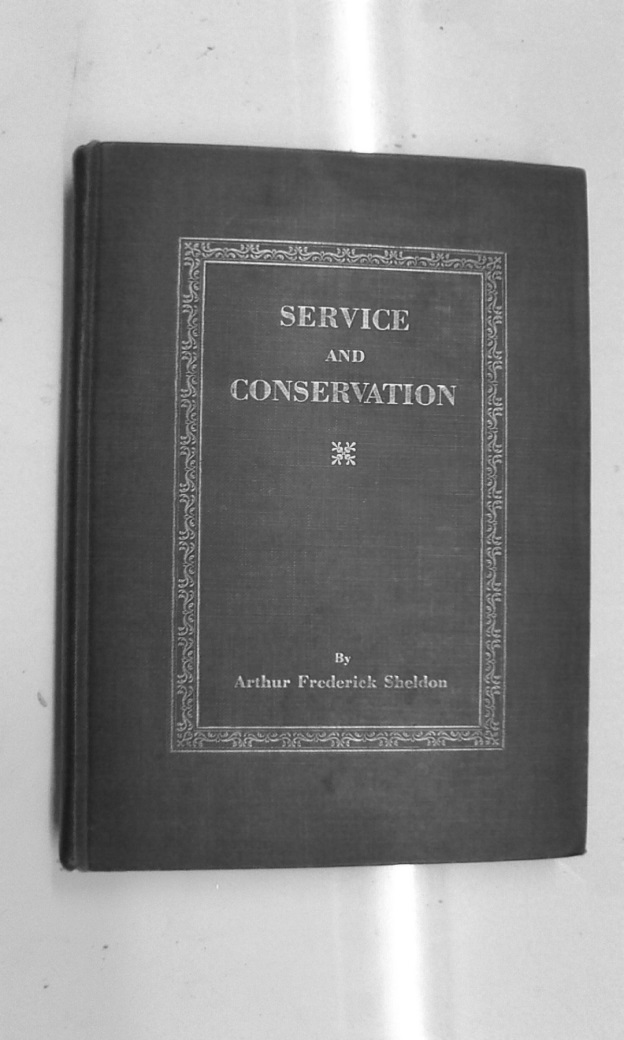 SERVICE
AND
CONSERVATION
By
Arthur Frederick Sheldon